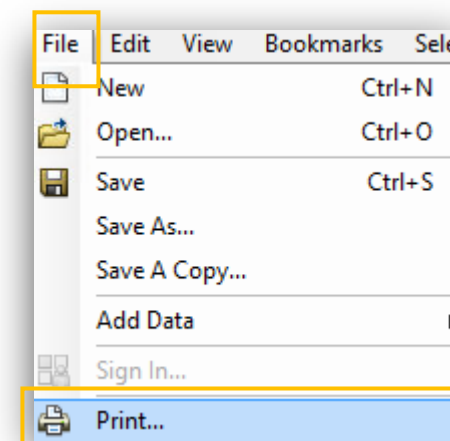 File Edit View Bookmarks Sele
New Ctrl+N
Open... Ctrl+O
Save Ctrl+S
Save As...
Save A Copy...
Add Data
Sign In...
Print...